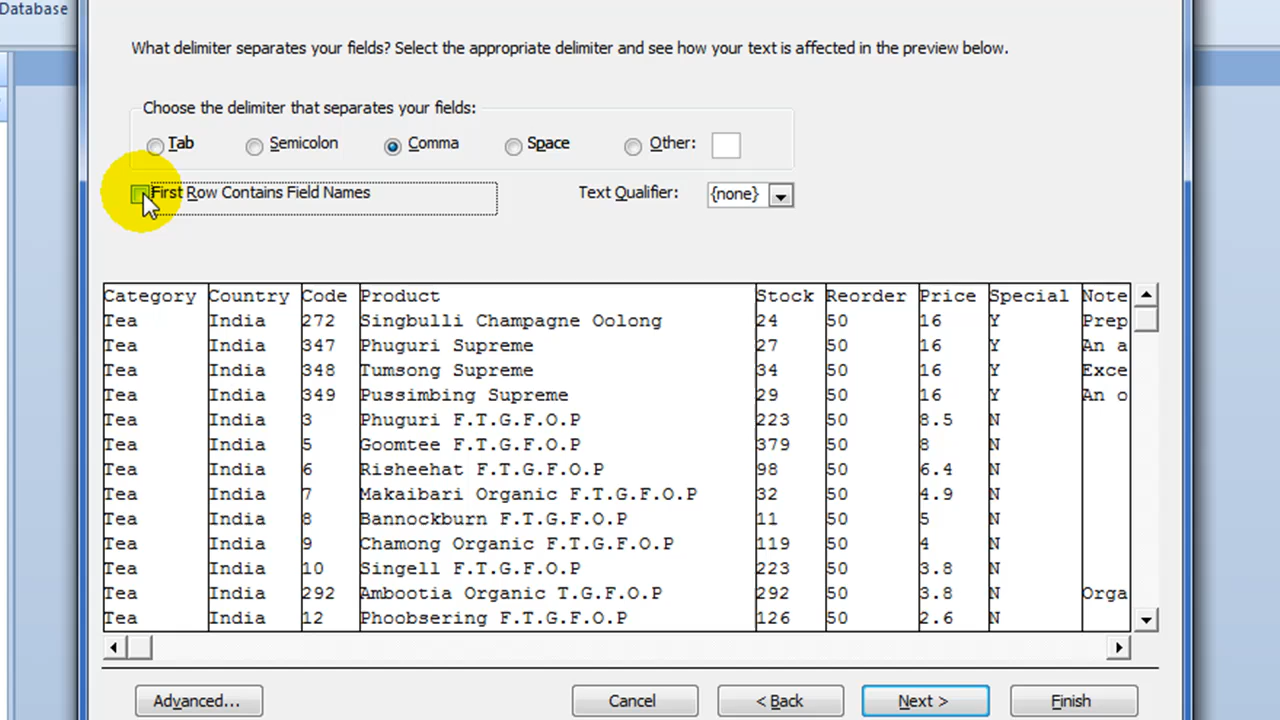 Database
What delimiter separates your fields? Select the appropriate delimiter and see how your text is affected in the preview below.
Choose the delimiter that separates your fields:
Tab Semicolon Comma Space Other:
First Row Contains Field Names Text Qualifier: {none}
Category Country Code Product Stock Reorder Price Special Note
Tea India 272 Singbulli Champagne Oolong 24 50 16 Y Prep
Tea India 347 Phuguri Supreme 27 50 16 Y An a
Tea India 348 Tumsong Supreme 34 50 16 Y Exce
Tea India 349 Pussimbing Supreme 29 50 16 Y An o
Tea India 3 Phuguri F.T.G.F.O.P 223 50 8.5 N
Tea India 5 Goomtee F.T.G.F.O.P 379 50 8 N
Tea India 6 Risheehat F.T.G.F.O.P 98 50 6.4 N
Tea India 7 Makaibari Organic F.T.G.F.O.P 32 50 4.9 N
Tea India 8 Bannockburn F.T.G.F.O.P 11 50 5 N
Tea India 9 Chamong Organic F.T.G.F.O.P 119 50 4 N
Tea India 10 Singell F.T.G.F.O.P 223 50 3.8 N
Tea India 292 Ambootia Organic T.G.F.O.P 292 50 3.8 N Orga
Tea India 12 Phoobsering F.T.G.F.O.P 126 50 2.6 N
Advanced... Cancel < Back Next > Finish